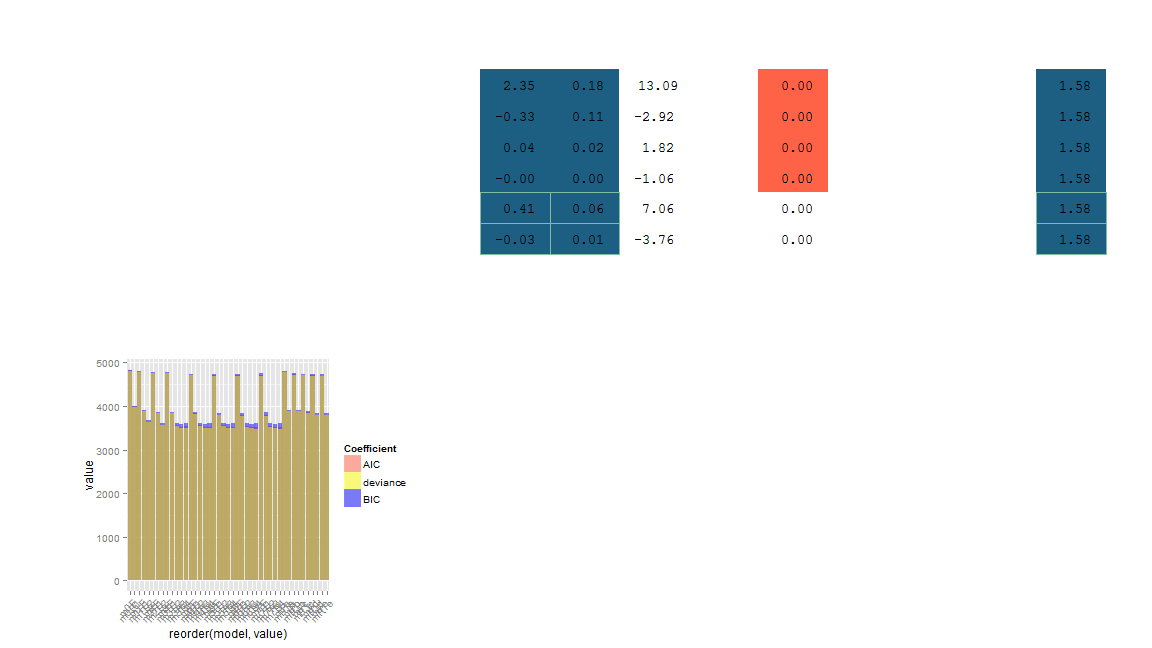 2.35 0.18 13.09 0.00 1.58
-0.33 0.11 -2.92 0.00 1.58
0.04 0.02 1.82 0.00 1.58
-0.00 0.00 -1.06 0.00 1.58
0.41 0.06 7.06 0.00 1.58
-0.03 0.01 -3.76 0.00 1.58
5000
4000
3000
2000
1000
0
value
reorder(model, value)
Coefficient
AIC
deviance
BIC